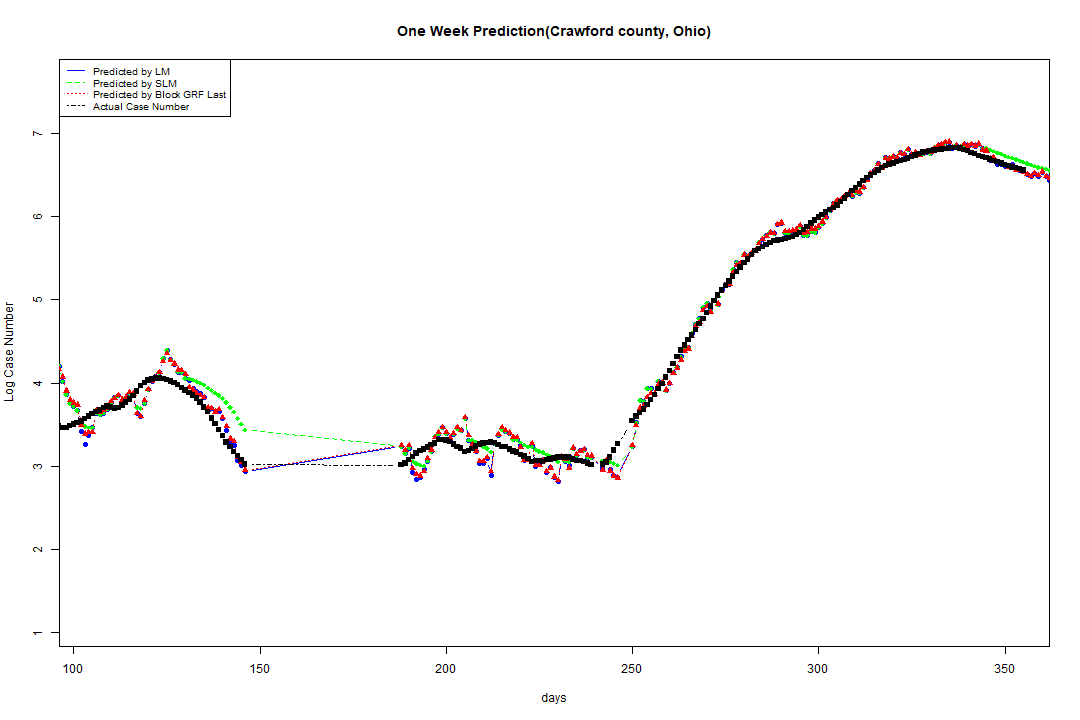 One Week Prediction(Crawford county, Ohio)
Predicted by LM
Predicted by SLM
Predicted by Block GRF Last
Actual Case Number
Log Case Number
7
6
5
4
3
2
1
100 150 200 250 300 350
days